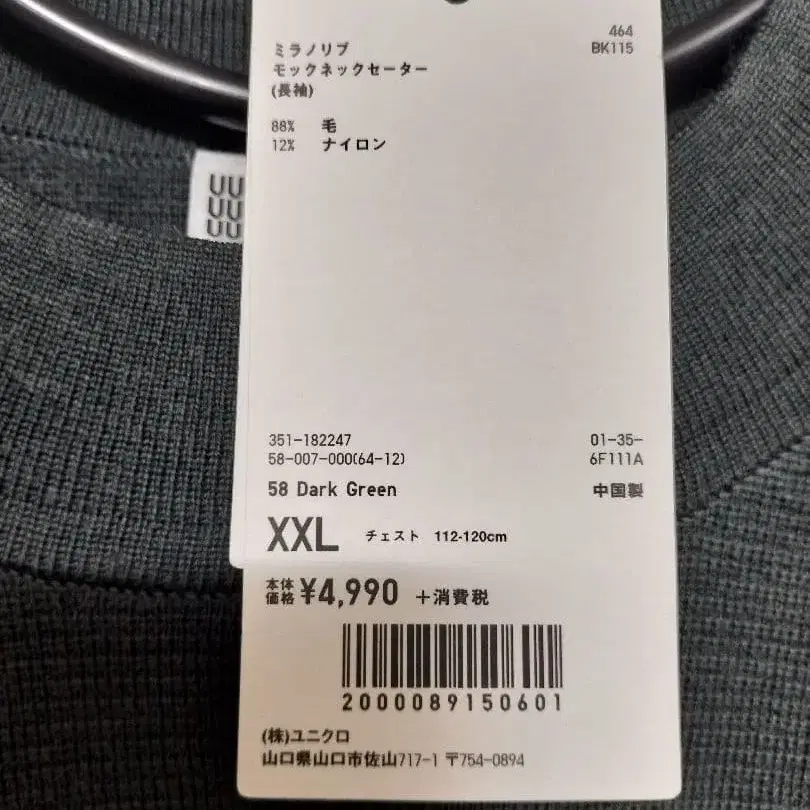 464
ミラノリブ BK115
モックネックセーター
(長袖)
88% 毛
12% ナイロン
UU
UU
UU
351-182247 01-35-
58-007-000(64-12) 6F111A
58 Dark Green 中国製
XXL チェスト 112-120cm
本体
価格 ¥4,990 +消費税
2000089150601
(株)ユニクロ
山口県山口市佐山717-1 〒754-0894